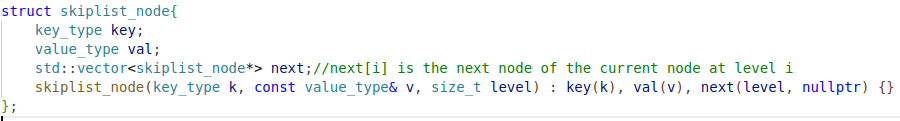 struct skiplist_node{
    key_type key;
    value_type val;
    std::vector<skiplist_node*> next;//next[i] is the next node of the current node at level i
    skiplist_node(key_type k, const value_type& v, size_t level) : key(k), val(v), next(level, nullptr) {}
};